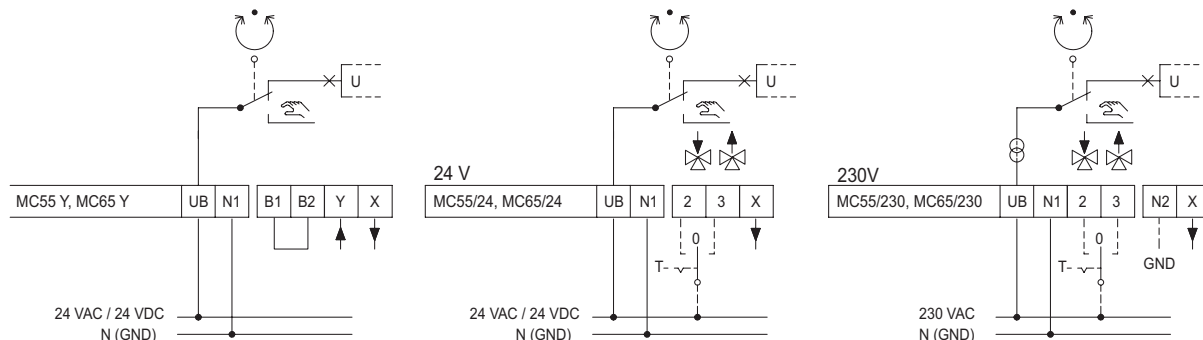 U
MC55 Y, MC65 Y UB N1 B1 B2 Y X
24 VAC / 24 VDC
N (GND)
U
24 V
MC55/24, MC65/24 UB N1 2 3 X
0
T
24 VAC / 24 VDC
N (GND)
U
230V
MC55/230, MC65/230 UB N1 2 3 N2 X
0
T
GND
230 VAC
N (GND)